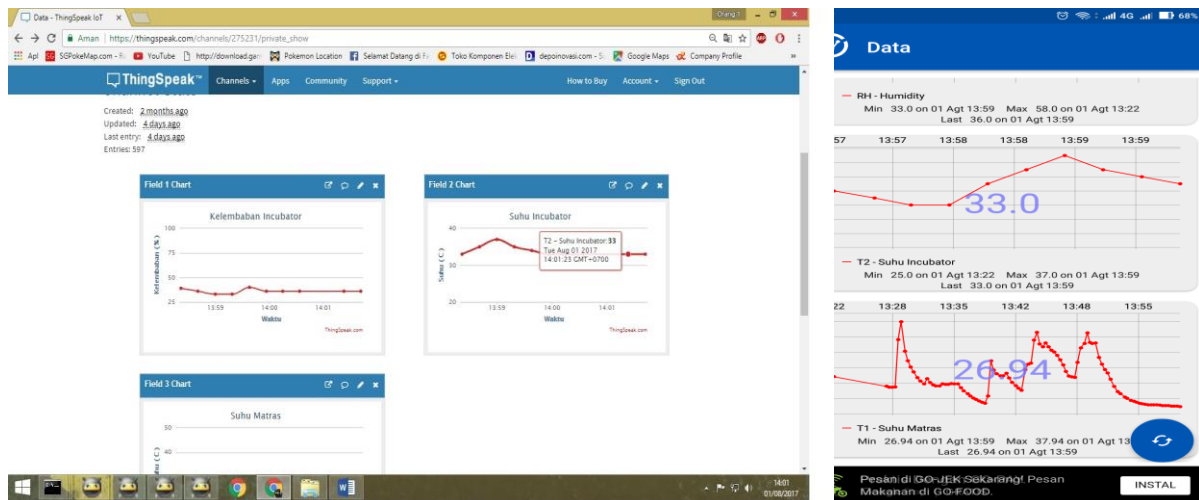 Data - ThingSpeak IoT
Chang T
Aman https://thingspeak.com/channels/275231/private_show
Apl SGPokeMap.com - YouTube http://download.gam Pokemon Location Selamat Datang di Toko Komponen Ele depoinovasi.com - Google Maps Company Profile
ThingSpeak™ Channels Apps Community Support How to Buy Account Sign Out
Created: 2 months ago
Updated: 4 days ago
Last entry: 4 days ago
Entries: 597
Field 1 Chart
Kelembaban Incubator
Kelembaban (%)
100
75
50
25
13:59 14:00 14:01
Waktu
ThingSpeak.com
Field 2 Chart
Suhu Incubator
Suhu (C)
40
30
20
T2 - Suhu Incubator:33
Tue Aug 01 2017
14:01:23 GMT+0700
13:59 14:00 14:01
Waktu
ThingSpeak.com
Field 3 Chart
Suhu Matras
50
40
14:01
01/08/2017
4G 68%
Data
RH - Humidity
Min 33.0 on 01 Agt 13:59 Max 58.0 on 01 Agt 13:22
Last 36.0 on 01 Agt 13:59
57 13:57 13:58 13:58 13:59 13:59
33.0
T2 - Suhu Incubator
Min 25.0 on 01 Agt 13:22 Max 37.0 on 01 Agt 13:59
Last 33.0 on 01 Agt 13:59
22 13:28 13:35 13:42 13:48 13:55
26.94
T1 - Suhu Matras
Min 26.94 on 01 Agt 13:59 Max 37.94 on 01 Agt 13
Last 26.94 on 01 Agt 13:59
Pesan di GO-JEK Sekarang! Pesan
Makanan di GO-FOOD.
INSTAL